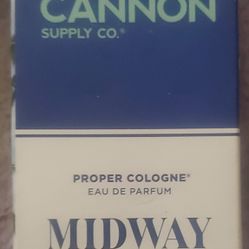 CANNON
SUPPLY CO.®
PROPER COLOGNE®
EAU DE PARFUM
MIDWAY